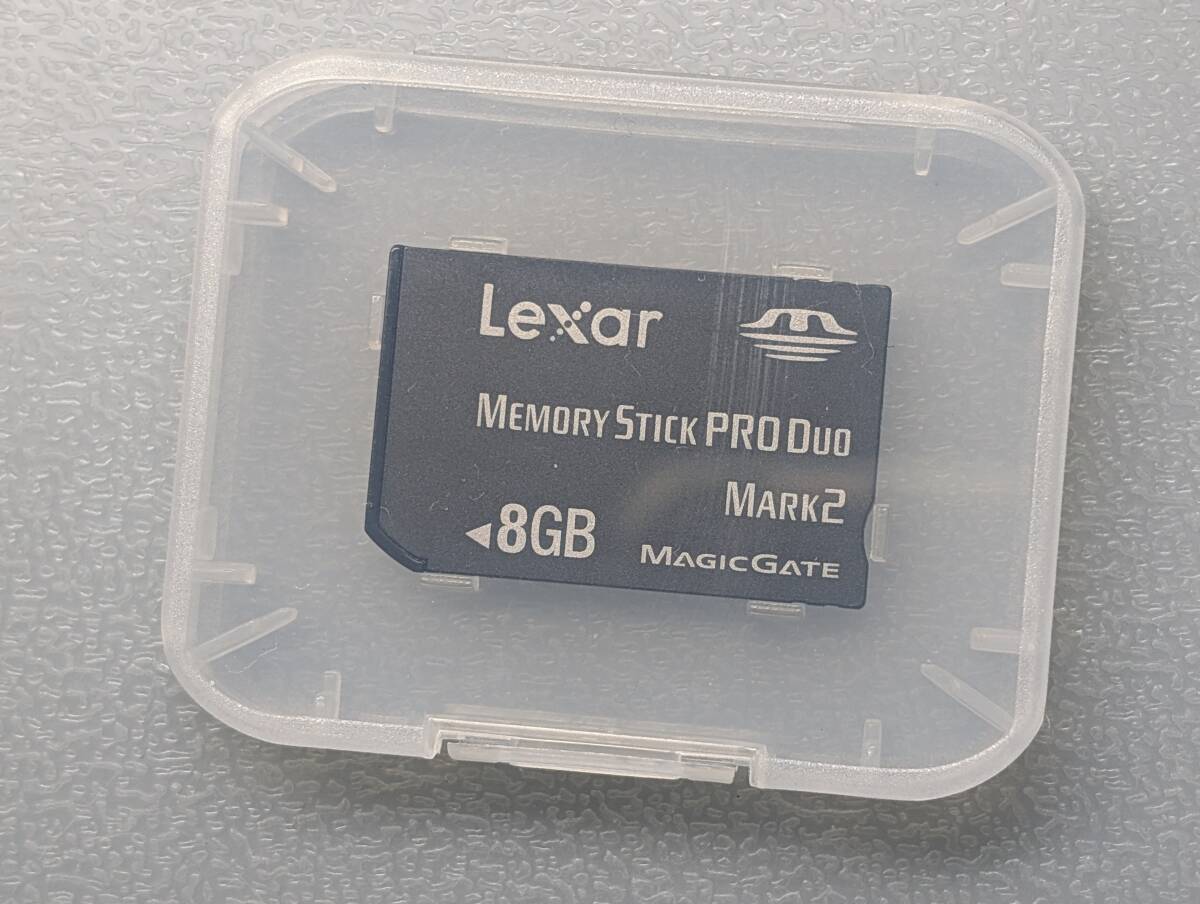 Lexar
MEMORY STICK PRO DUO
MARK2
8GB
MAGICGATE